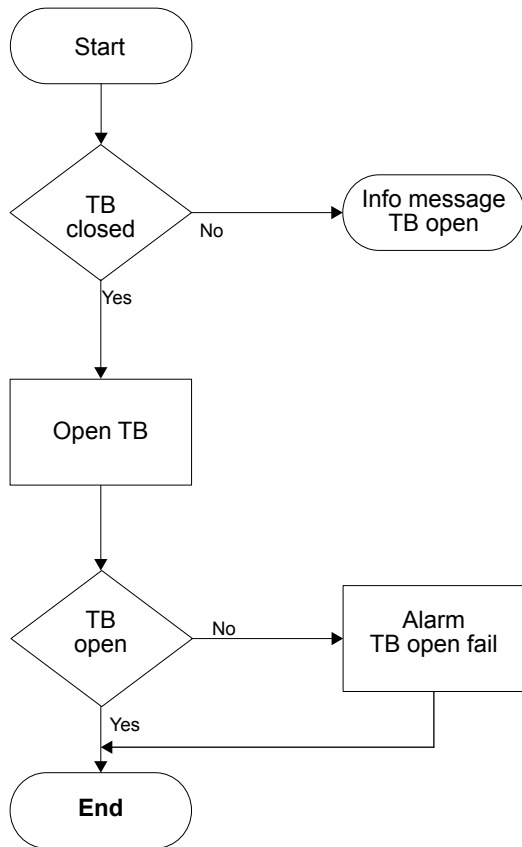 Start
TB
closed
No
Info message
TB open
Yes
Open TB
TB
open
No
Alarm
TB open fail
Yes
End